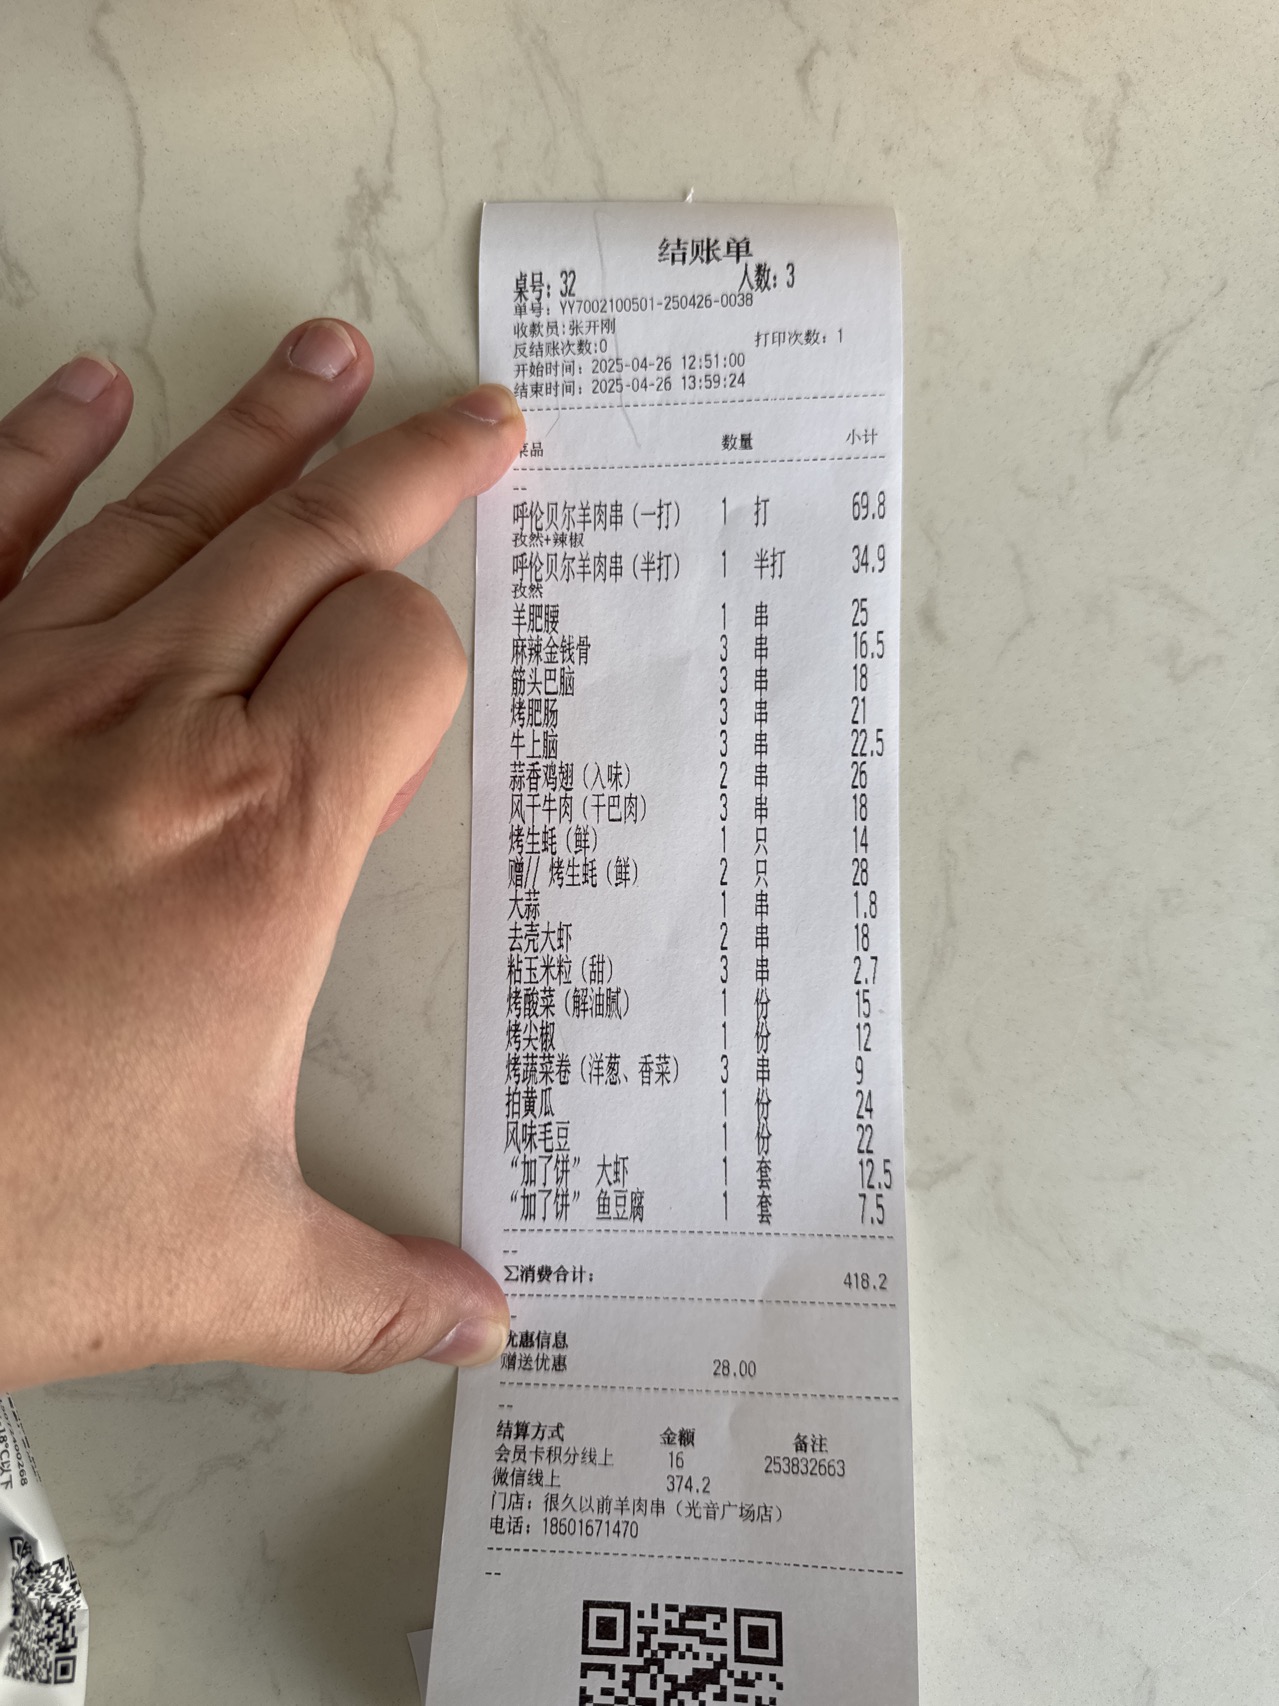 结账单
桌号：32 人数：3
单号：YY7002100501-250426-0038
收款员:张开刚
反结账次数:0 打印次数：1
开始时间：2025-04-26 12:51:00
结束时间：2025-04-26 13:59:24
菜品 数量 小计
--
呼伦贝尔羊肉串（一打） 1 打 69.8
孜然+辣椒
呼伦贝尔羊肉串（半打） 1 半打 34.9
孜然
羊肥腰 1 串 25
麻辣金钱骨 3 串 16.5
筋头巴脑 3 串 18
烤肥肠 3 串 21
牛上脑 3 串 22.5
蒜香鸡翅（入味） 2 串 26
风干牛肉（干巴肉） 3 串 18
烤生蚝（鲜） 1 只 14
赠// 烤生蚝（鲜） 2 只 28
大蒜 1 串 1.8
去壳大虾 2 串 18
粘玉米粒（甜） 3 串 2.7
烤酸菜（解油腻） 1 份 15
烤尖椒 1 份 12
烤蔬菜卷（洋葱、香菜） 3 串 9
拍黄瓜 1 份 24
风味毛豆 1 份 22
“加了饼” 大虾 1 套 12.5
“加了饼” 鱼豆腐 1 套 7.5
--
∑消费合计： 418.2
-
优惠信息
赠送优惠 28.00
--
结算方式 金额 备注
会员卡积分线上 16 253832663
微信线上 374.2
门店：很久以前羊肉串（光音广场店）
电话：18601671470
--
18°C以下